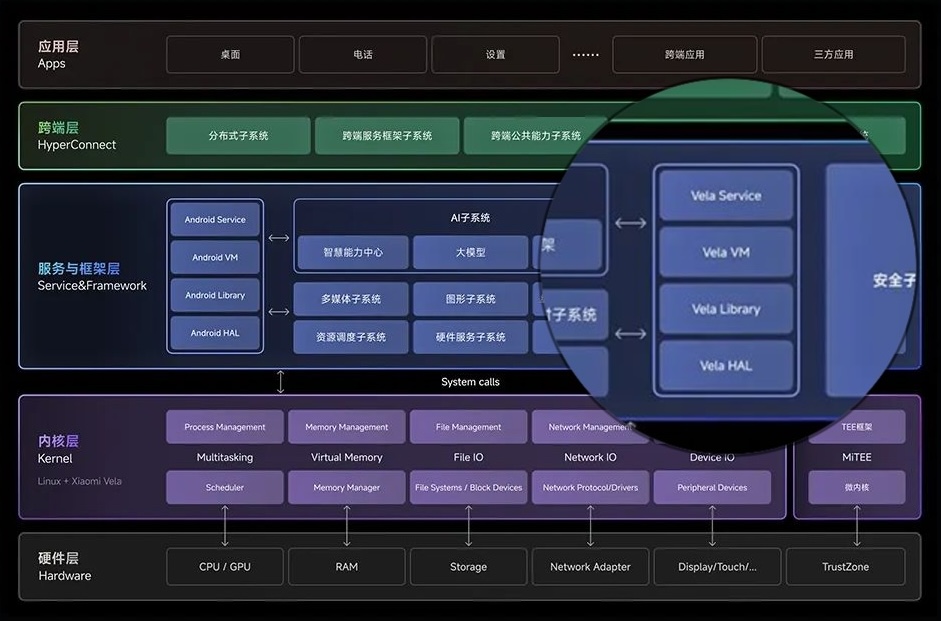 应用层
Apps
桌面
电话
设置
······
跨端应用
三方应用
跨端层
HyperConnect
分布式子系统
跨端服务框架子系统
跨端公共能力子系统
服务与框架层
Service&Framework
Android Service
Android VM
Android Library
Android HAL
AI子系统
智慧能力中心
大模型
多媒体子系统
图形子系统
资源调度子系统
硬件服务子系统
架
子系统
Vela Service
Vela VM
Vela Library
Vela HAL
安全子
System calls
内核层
Kernel
Linux + Xiaomi Vela
Process Management
Memory Management
File Management
Network Management
TEE框架
Multitasking
Virtual Memory
File IO
Network IO
Device IO
MiTEE
Scheduler
Memory Manager
File Systems / Block Devices
Network Protocol/Drivers
Peripheral Devices
微内核
硬件层
Hardware
CPU / GPU
RAM
Storage
Network Adapter
Display/Touch/...
TrustZone